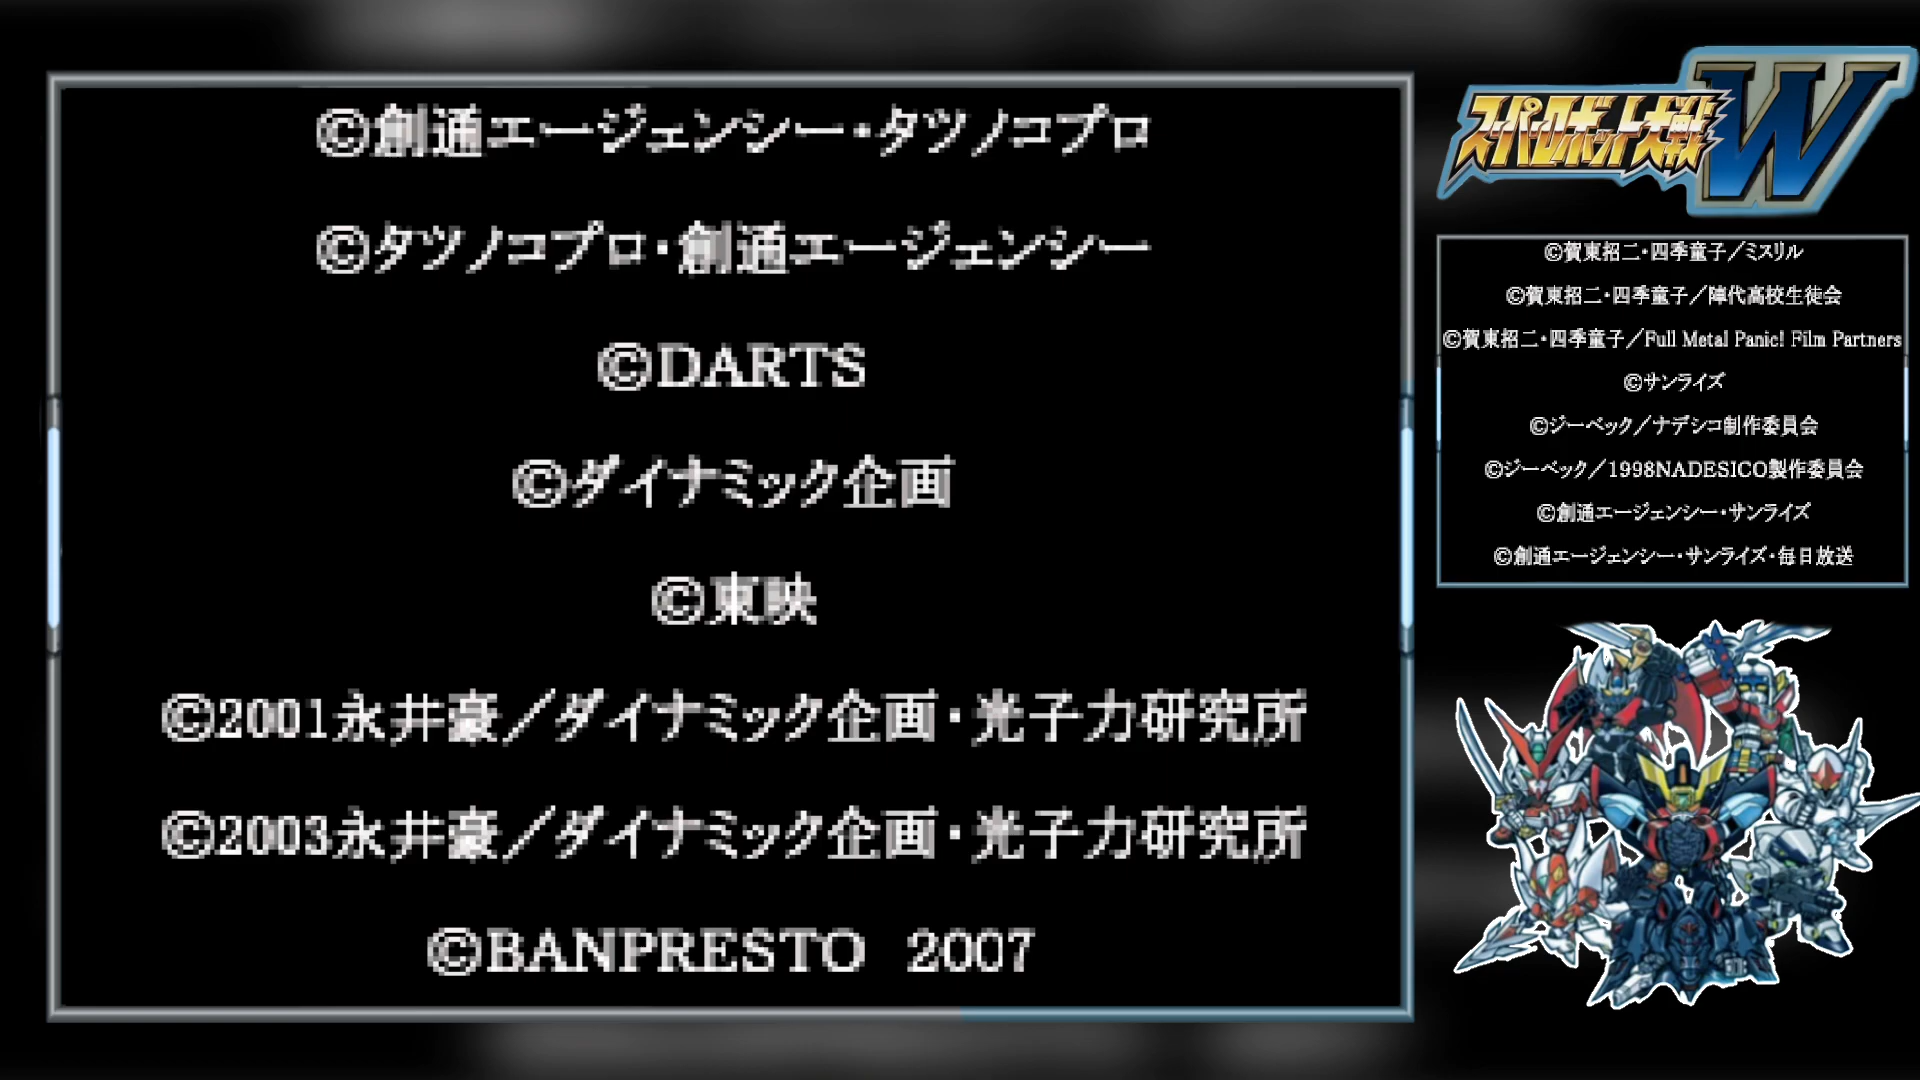 ©創通エージェンシー・タツノコプロ
©タツノコプロ・創通エージェンシー
©DARTS
©ダイナミック企画
©東映
©2001永井豪／ダイナミック企画・光子力研究所
©2003永井豪／ダイナミック企画・光子力研究所
©BANPRESTO 2007
スーパーロボット大戦W
©賀東招二・四季童子／ミスリル
©賀東招二・四季童子／陣代高校生徒会
©賀東招二・四季童子／Full Metal Panic! Film Partners
©サンライズ
©ジーベック／ナデシコ制作委員会
©ジーベック／1998NADESICO製作委員会
©創通エージェンシー・サンライズ
©創通エージェンシー・サンライズ・毎日放送